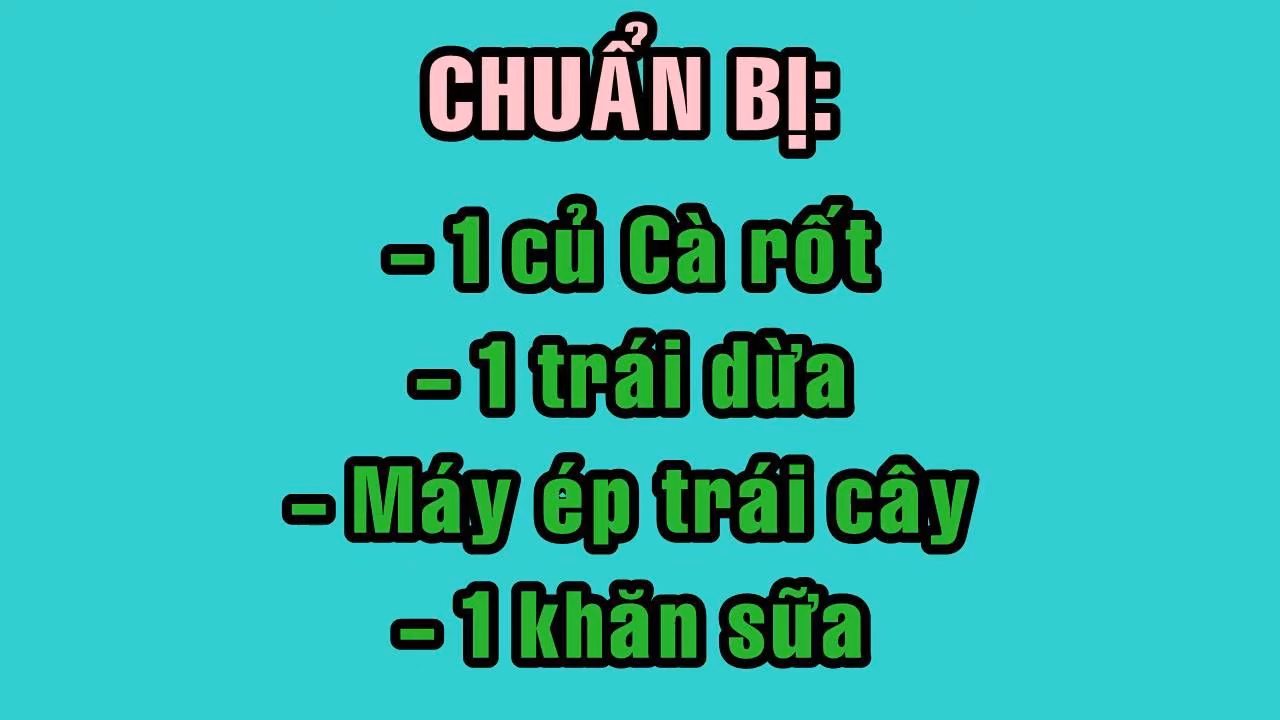 CHUẨN BỊ:
- 1 củ Cà rốt
- 1 trái dừa
- Máy ép trái cây
- 1 khăn sữa